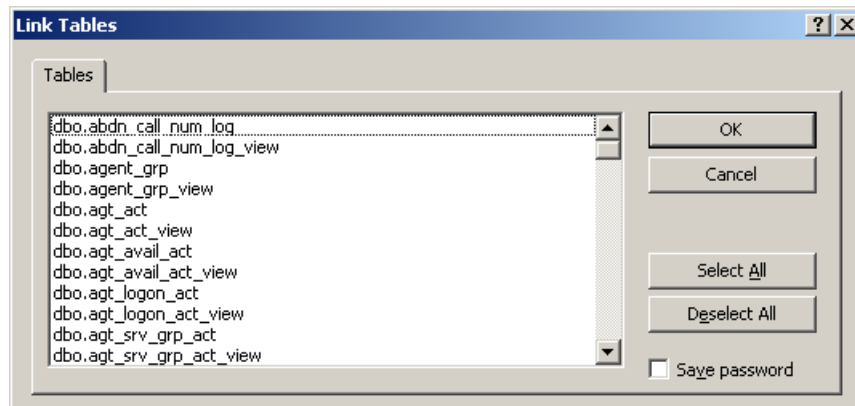 Link Tables
Tables
dbo.abdn_call_num_log
dbo.abdn_call_num_log_view
dbo.agent_grp
dbo.agent_grp_view
dbo.agt_act
dbo.agt_act_view
dbo.agt_avail_act
dbo.agt_avail_act_view
dbo.agt_logon_act
dbo.agt_logon_act_view
dbo.agt_srv_grp_act
dbo.agt_srv_grp_act_view
OK
Cancel
Select All
Deselect All
Save password